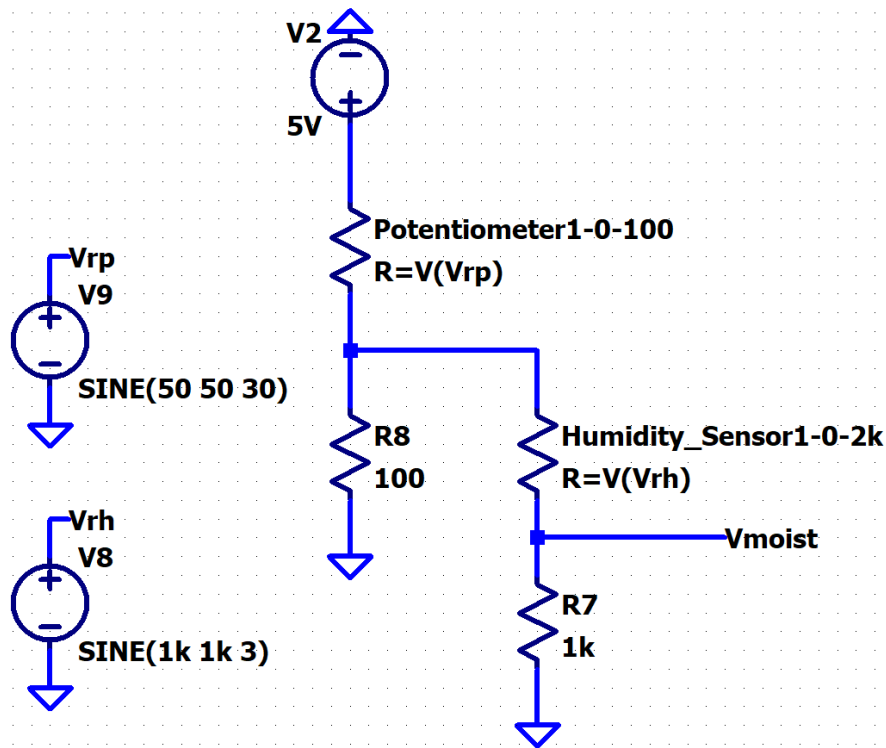 V2
5V
Potentiometer1-0-100
R=V(Vrp)
Vrp
V9
SINE(50 50 30)
R8
100
Humidity_Sensor1-0-2k
R=V(Vrh)
Vrh
V8
SINE(1k 1k 3)
Vmoist
R7
1k